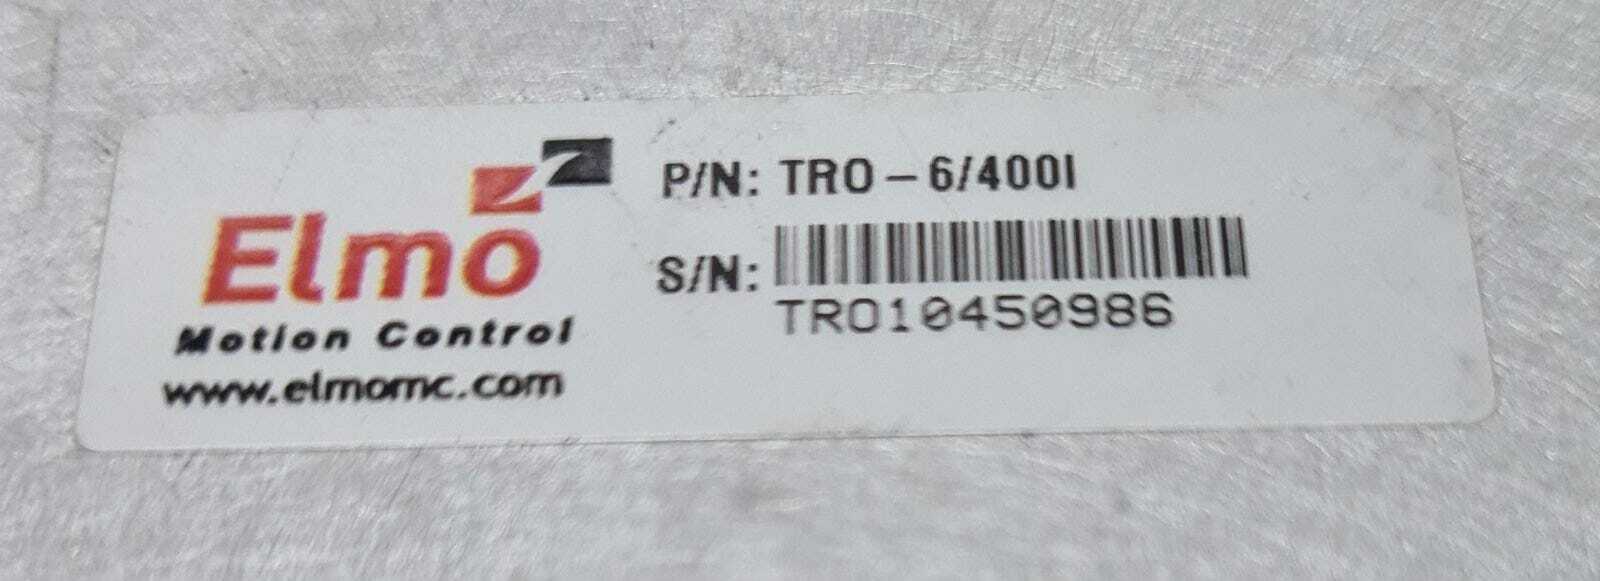 Elmo
Motion Control
www.elmomc.com
P/N: TRO-6/400I
S/N:
TRO10450986